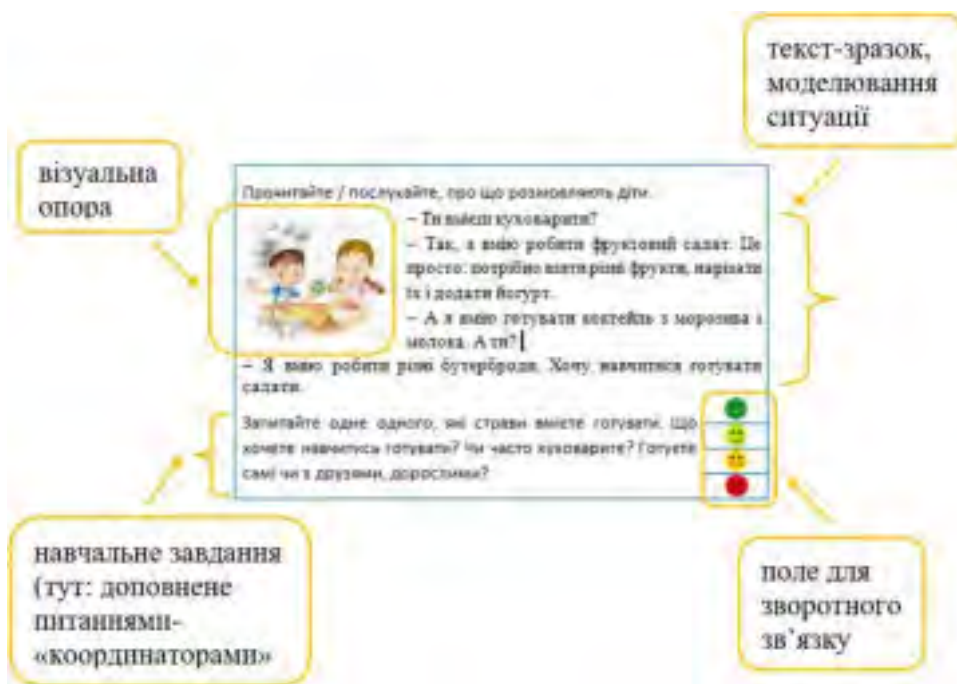 текст-зразок,
моделювання
ситуації
візуальна
опора
Прочитайте / послухайте, про що розмовляють діти.
– Ти вмієш куховарити?
– Так, я вмію робити фруктовий салат. Це
просто: потрібно взяти різні фрукти, нарізати
їх і додати йогурт.
– А я вмію готувати коктейль з морозива і
молока. А ти?
– Я вмію робити різні бутерброди. Хочу навчитися готувати
салати.
Запитайте одне одного, які страви вмієте готувати. Що
хочете навчитись готувати? Чи часто куховарите? Готуєте
самі чи з друзями, дорослими?
навчальне завдання
(тут: доповнене
питаннями-
«координаторами»
поле для
зворотного
зв’язку